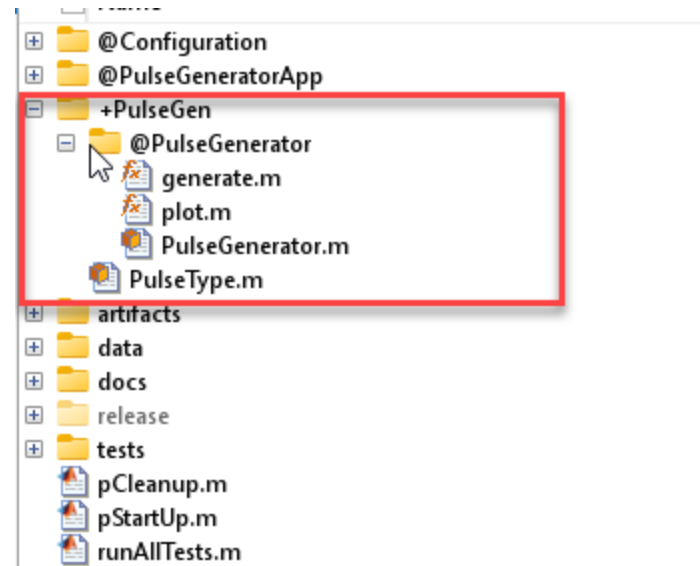 @Configuration
@PulseGeneratorApp
+PulseGen
@PulseGenerator
generate.m
plot.m
PulseGenerator.m
PulseType.m
artifacts
data
docs
release
tests
pCleanup.m
pStartUp.m
runAllTests.m